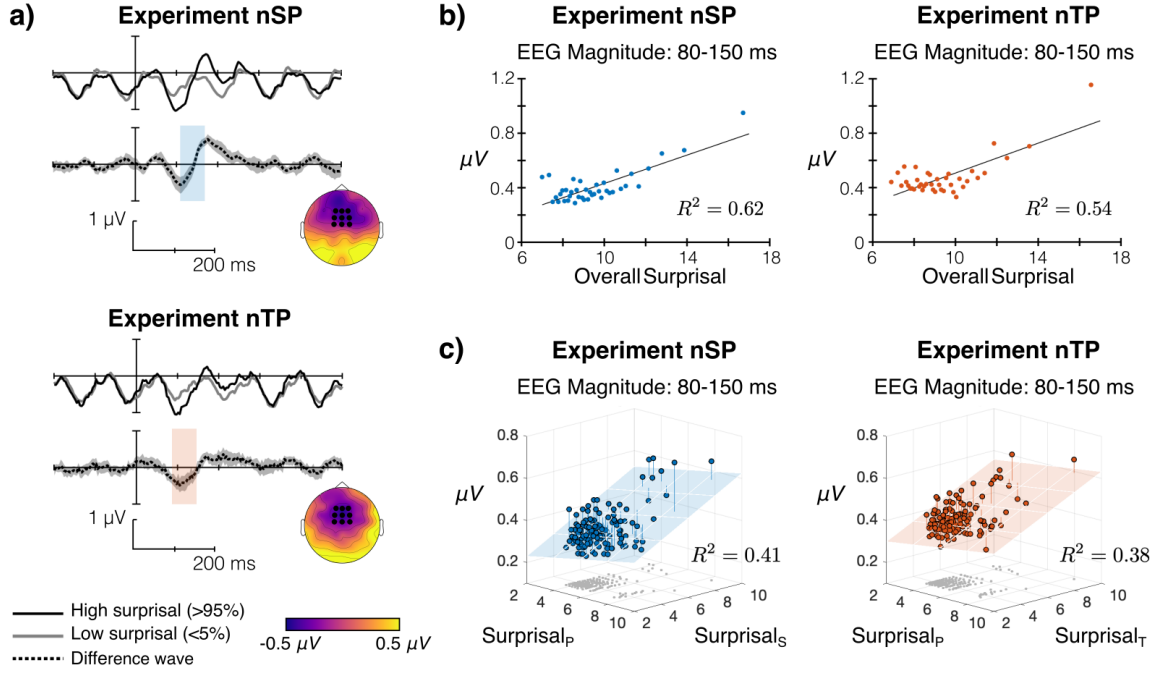 a)
Experiment nSP
1 μV
200 ms
Experiment nTP
1 μV
200 ms
High surprisal (>95%)
Low surprisal (<5%)
Difference wave
-0.5 μV
0.5 μV
b)
Experiment nSP
EEG Magnitude: 80-150 ms
1.2
0.8
μV
0.4
0
R² = 0.62
6
10
14
18
Overall Surprisal
Experiment nTP
EEG Magnitude: 80-150 ms
1.2
0.8
μV
0.4
0
R² = 0.54
6
10
14
18
Overall Surprisal
c)
Experiment nSP
EEG Magnitude: 80-150 ms
0.8
0.6
μV
0.4
0.2
R² = 0.41
2
4
6
8
10
2
4
6
8
10
SurprisalP
SurprisalS
Experiment nTP
EEG Magnitude: 80-150 ms
0.8
0.6
μV
0.4
0.2
R² = 0.38
2
4
6
8
10
2
4
6
8
10
SurprisalP
SurprisalT